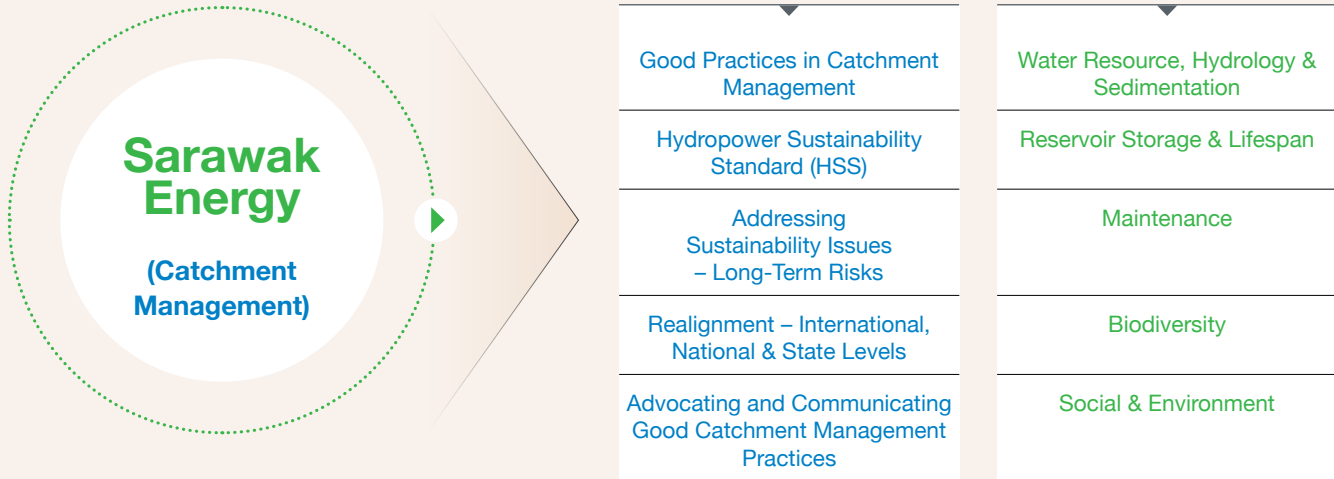 Sarawak
Energy
(Catchment
Management)
Good Practices in Catchment
Management
Hydropower Sustainability
Standard (HSS)
Addressing
Sustainability Issues
– Long-Term Risks
Realignment – International,
National & State Levels
Advocating and Communicating
Good Catchment Management
Practices
Water Resource, Hydrology &
Sedimentation
Reservoir Storage & Lifespan
Maintenance
Biodiversity
Social & Environment